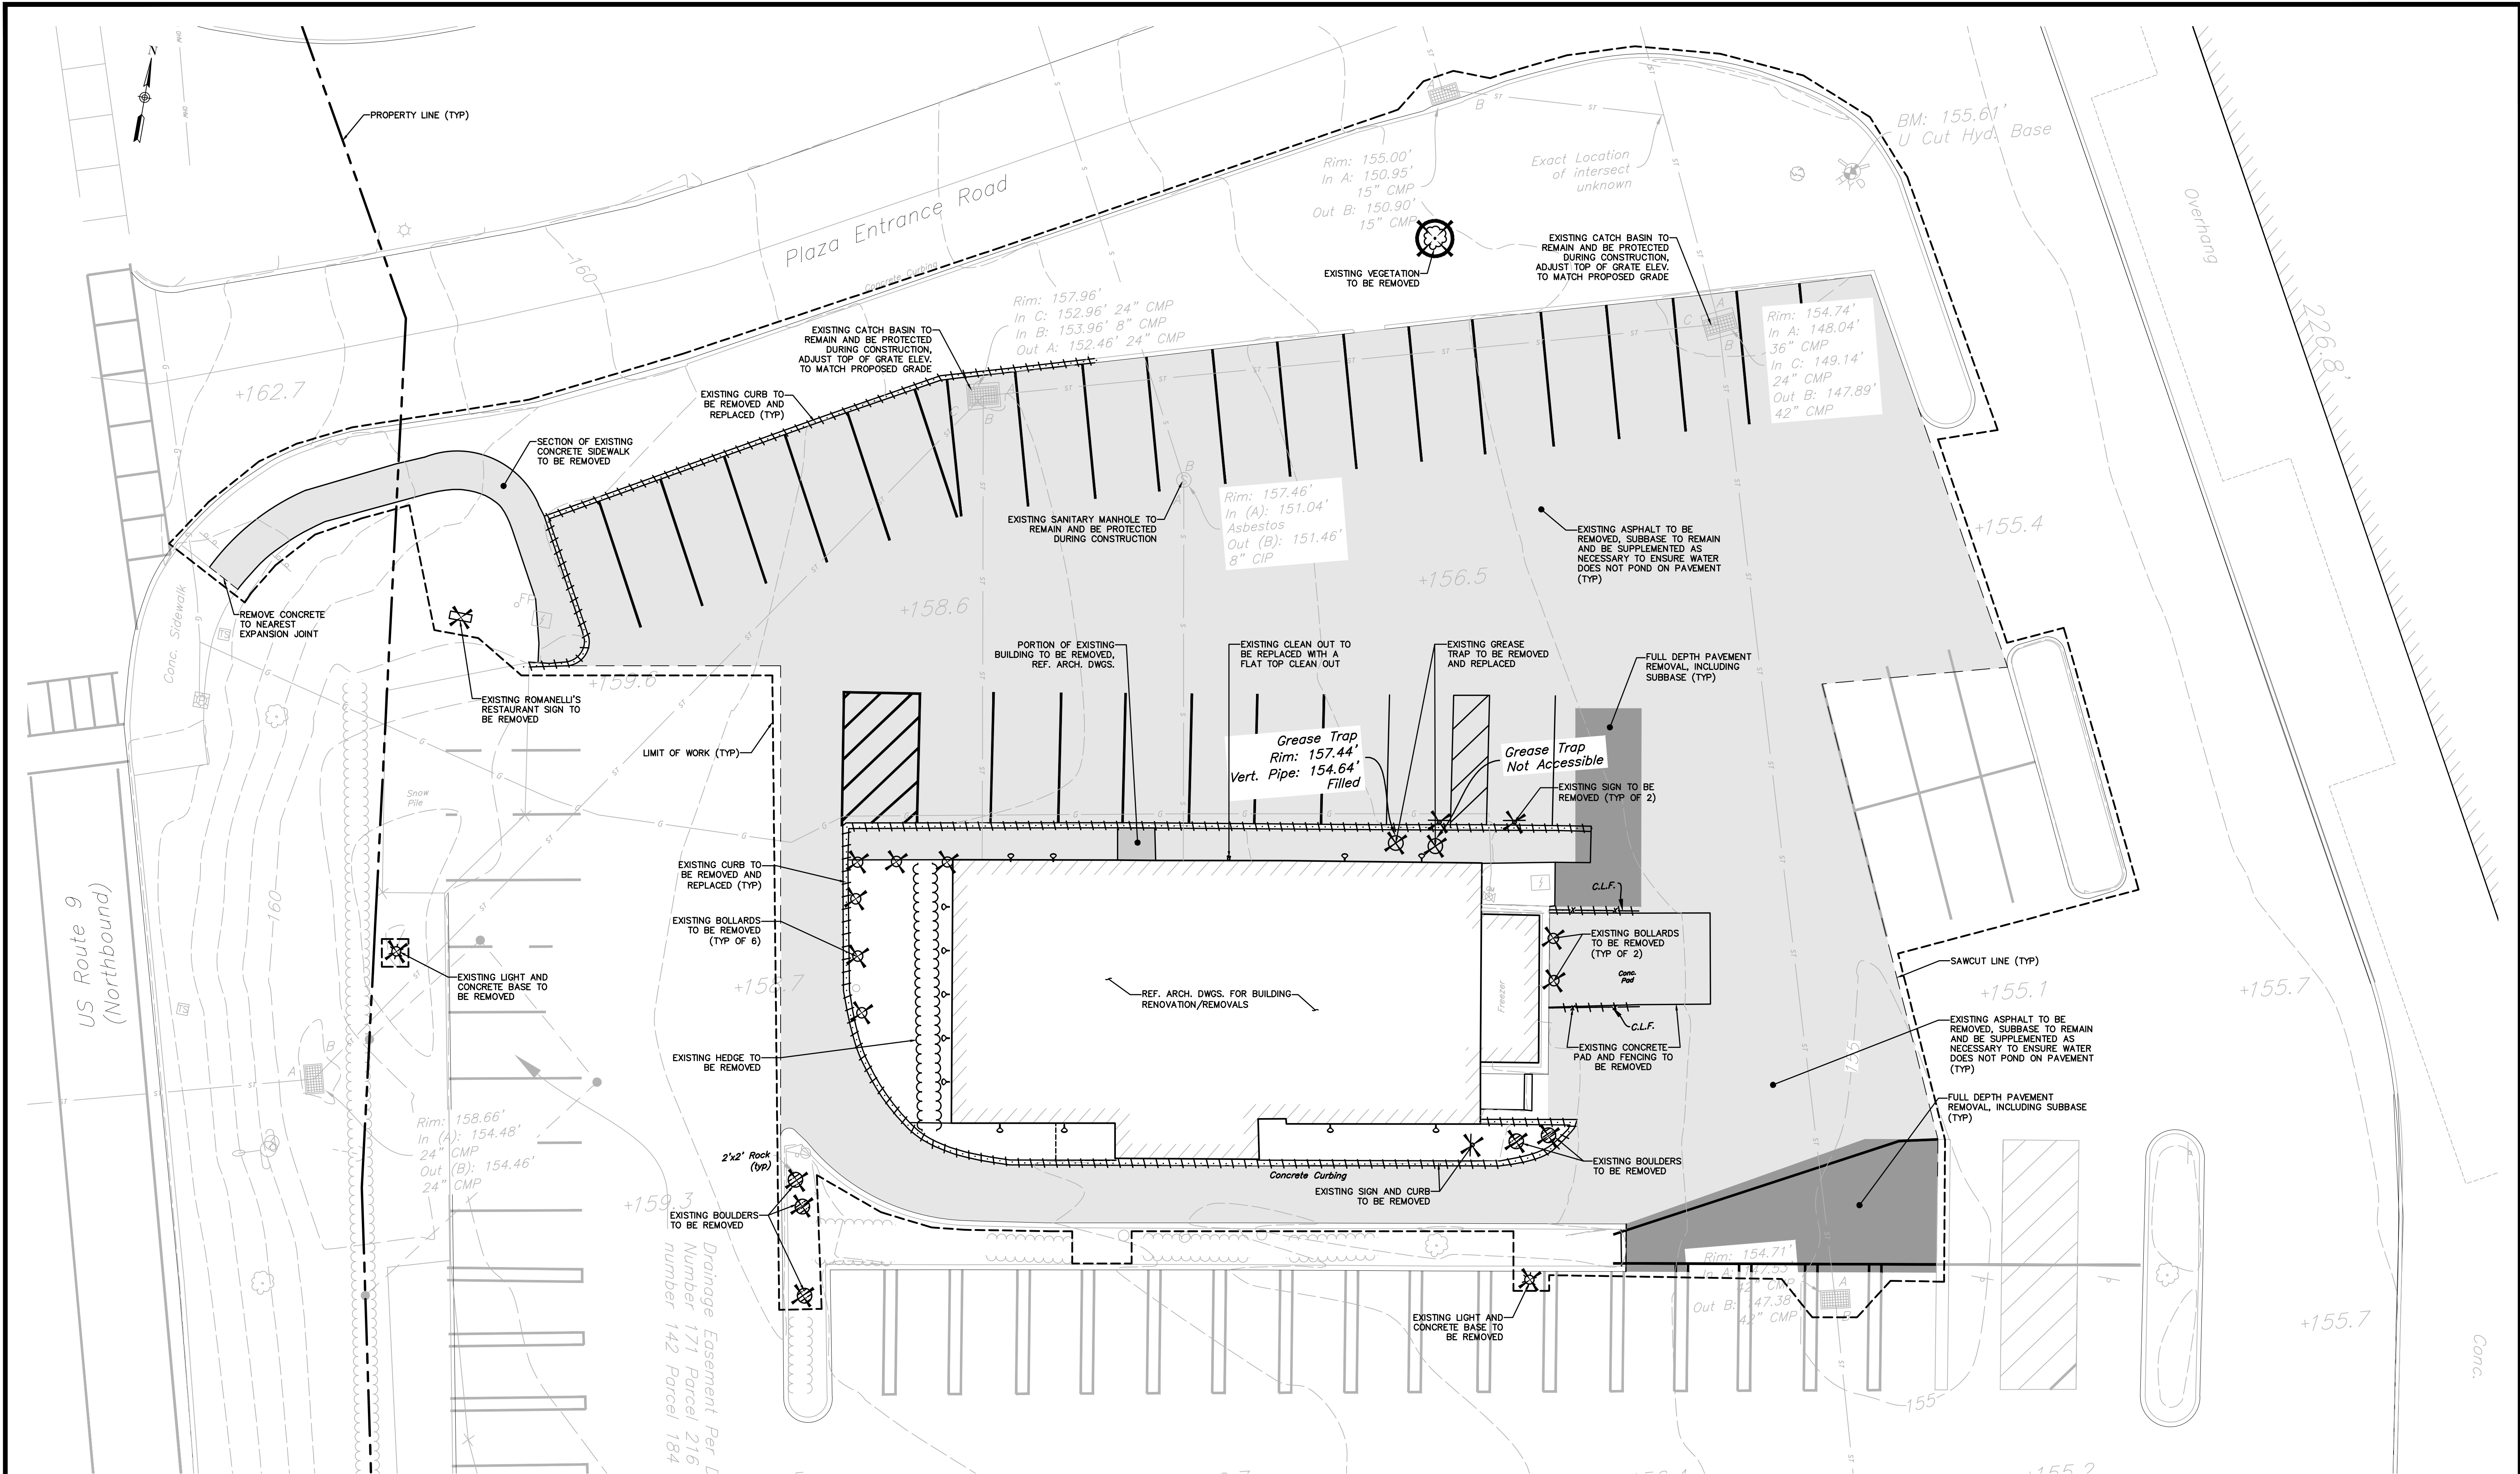 N
PROPERTY LINE (TYP)
Plaza Entrance Road
Concrete Curbing
160
+162.7
BM: 155.61'
U Cut Hyd. Base
HYD
Rim: 155.00'
In A: 150.95'
15" CMP
Out B: 150.90'
15" CMP
Exact Location
of intersect
unknown
EXISTING VEGETATION
TO BE REMOVED
EXISTING CATCH BASIN TO
REMAIN AND BE PROTECTED
DURING CONSTRUCTION,
ADJUST TOP OF GRATE ELEV.
TO MATCH PROPOSED GRADE
Overhang
226.8'
Rim: 157.96'
In C: 152.96' 24" CMP
In B: 153.96' 8" CMP
Out A: 152.46' 24" CMP
EXISTING CATCH BASIN TO
REMAIN AND BE PROTECTED
DURING CONSTRUCTION,
ADJUST TOP OF GRATE ELEV.
TO MATCH PROPOSED GRADE
Rim: 154.74'
In A: 148.04'
36" CMP
In C: 149.14'
24" CMP
Out B: 147.89'
42" CMP
EXISTING CURB TO
BE REMOVED AND
REPLACED (TYP)
SECTION OF EXISTING
CONCRETE SIDEWALK
TO BE REMOVED
EXISTING SANITARY MANHOLE TO
REMAIN AND BE PROTECTED
DURING CONSTRUCTION
Rim: 157.46'
In (A): 151.04'
Asbestos
Out (B): 151.46'
8" CIP
EXISTING ASPHALT TO BE
REMOVED, SUBBASE TO REMAIN
AND BE SUPPLEMENTED AS
NECESSARY TO ENSURE WATER
DOES NOT POND ON PAVEMENT
(TYP)
+155.4
+156.5
+158.6
REMOVE CONCRETE
TO NEAREST
EXPANSION JOINT
Conc. Sidewalk
TS
EXISTING ROMANELLI'S
RESTAURANT SIGN TO
BE REMOVED
+159.6
PORTION OF EXISTING
BUILDING TO BE REMOVED,
REF. ARCH. DWGS.
EXISTING CLEAN OUT TO
BE REPLACED WITH A
FLAT TOP CLEAN OUT
EXISTING GREASE
TRAP TO BE REMOVED
AND REPLACED
FULL DEPTH PAVEMENT
REMOVAL, INCLUDING
SUBBASE (TYP)
LIMIT OF WORK (TYP)
Grease Trap
Rim: 157.44'
Vert. Pipe: 154.64'
Filled
Grease Trap
Not Accessible
EXISTING SIGN TO BE
REMOVED (TYP OF 2)
Snow
Pile
EXISTING CURB TO
BE REMOVED AND
REPLACED (TYP)
EXISTING BOLLARDS
TO BE REMOVED
(TYP OF 6)
C.L.F.
EXISTING BOLLARDS
TO BE REMOVED
(TYP OF 2)
Conc.
Pad
Freezer
SAWCUT LINE (TYP)
US Route 9
(Northbound)
160
EXISTING LIGHT AND
CONCRETE BASE TO
BE REMOVED
+158.7
REF. ARCH. DWGS. FOR BUILDING
RENOVATION/REMOVALS
+155.1
+155.7
TS
C.L.F.
EXISTING CONCRETE
PAD AND FENCING TO
BE REMOVED
EXISTING ASPHALT TO BE
REMOVED, SUBBASE TO REMAIN
AND BE SUPPLEMENTED AS
NECESSARY TO ENSURE WATER
DOES NOT POND ON PAVEMENT
(TYP)
155
EXISTING HEDGE TO
BE REMOVED
FULL DEPTH PAVEMENT
REMOVAL, INCLUDING SUBBASE
(TYP)
Rim: 158.66'
In (A): 154.48'
24" CMP
Out (B): 154.46'
24" CMP
2'x2' Rock
(typ)
Concrete Curbing
EXISTING BOULDERS
TO BE REMOVED
EXISTING SIGN AND CURB
TO BE REMOVED
+159.3
EXISTING BOULDERS
TO BE REMOVED
Drainage Easement Per
Number 171 Parcel 216
number 142 Parcel 184
Rim: 154.71'
In A: 147.53'
42" CMP
Out B: 147.38'
42" CMP
EXISTING LIGHT AND
CONCRETE BASE TO
BE REMOVED
+155.7
Conc.
155
+155.2